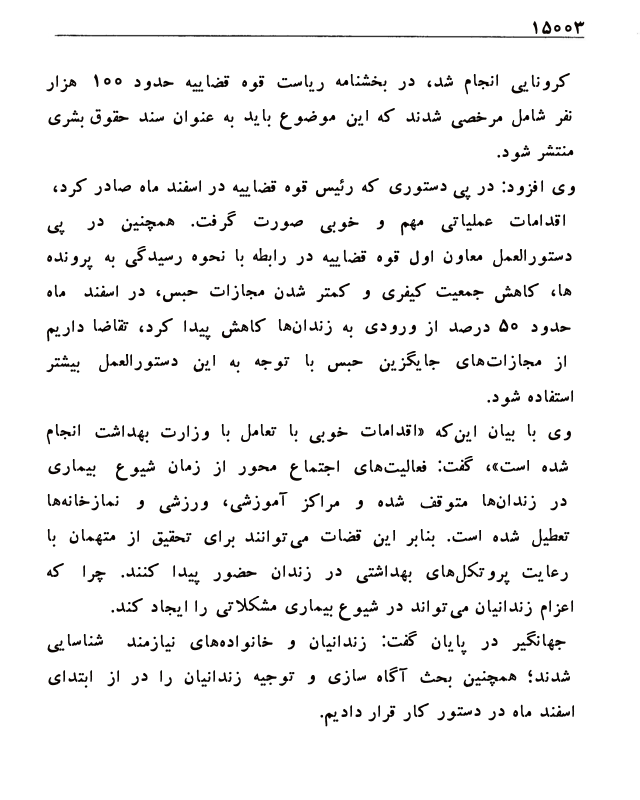 ۱۵۰۰۳
کرونایی انجام شد، در بخشنامه ریاست قوه قضاییه حدود ۱۰۰ هزار
نفر شامل مرخصی شدند که این موضوع باید به عنوان سند حقوق بشری
منتشر شود.
وی افزود: در پی دستوری که رئیس قوه قضاییه در اسفند ماه صادر کرد،
اقدامات عملیاتی مهم و خوبی صورت گرفت. همچنین در پی
دستورالعمل معاون اول قوه قضاییه در رابطه با نحوه رسیدگی به پرونده
ها، کاهش جمعیت کیفری و کمتر شدن مجازات حبس، در اسفند ماه
حدود ۵۰ درصد از ورودی به زندان‌ها کاهش پیدا کرد، تقاضا داریم
از مجازات‌های جایگزین حبس با توجه به این دستورالعمل بیشتر
استفاده شود.
وی با بیان این‌که «اقدامات خوبی با تعامل با وزارت بهداشت انجام
شده است»، گفت: فعالیت‌های اجتماع محور از زمان شیوع بیماری
در زندان‌ها متوقف شده و مراکز آموزشی، ورزشی و نمازخانه‌ها
تعطیل شده است. بنابر این قضات می‌توانند برای تحقیق از متهمان با
رعایت پروتکل‌های بهداشتی در زندان حضور پیدا کنند. چرا که
اعزام زندانیان می‌تواند در شیوع بیماری مشکلاتی را ایجاد کند.
جهانگیر در پایان گفت: زندانیان و خانواده‌های نیازمند شناسایی
شدند؛ همچنین بحث آگاه سازی و توجیه زندانیان را در از ابتدای
اسفند ماه در دستور کار قرار دادیم.